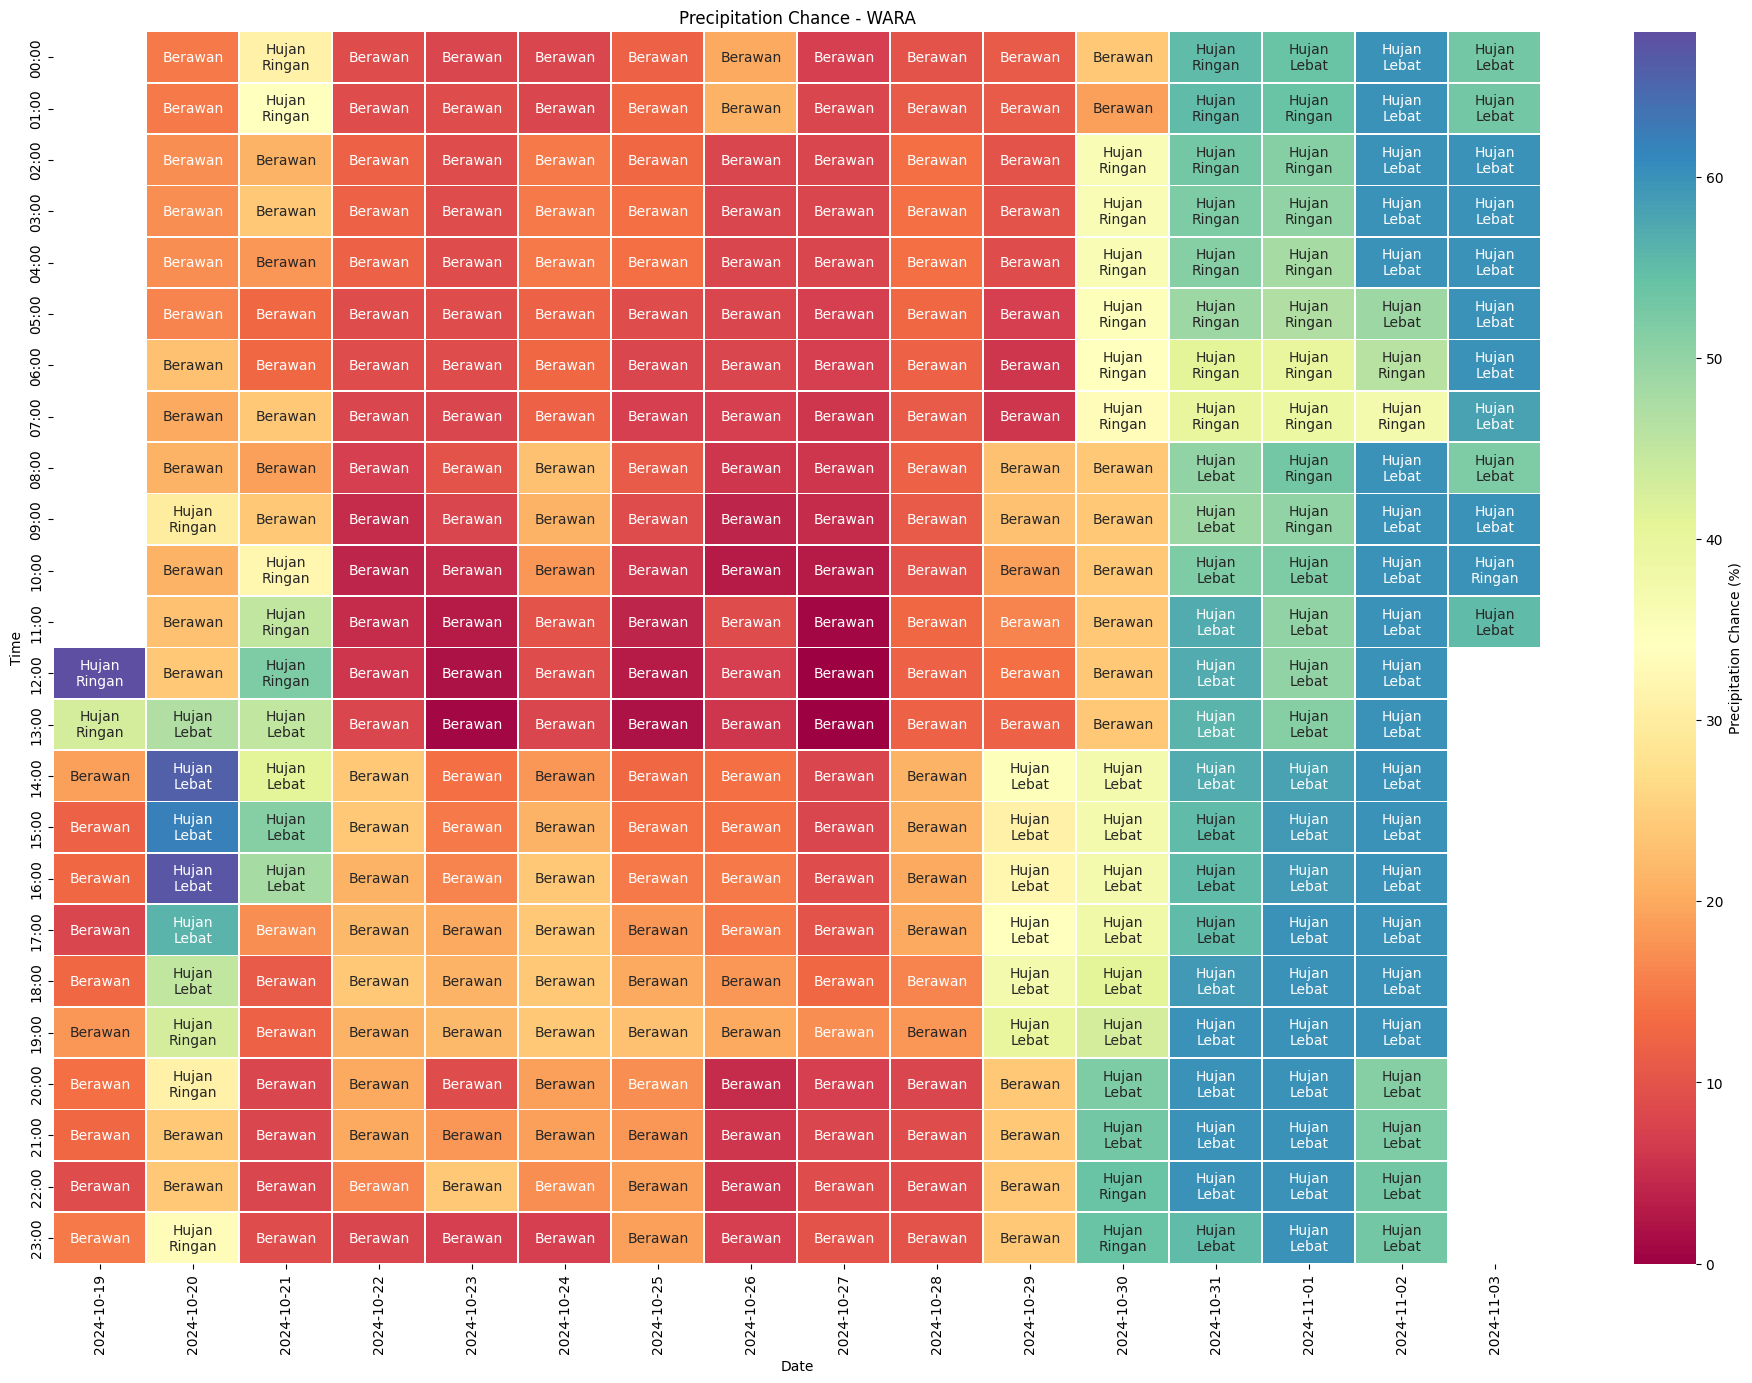 Precipitation Chance - WARA
00:00 Berawan Hujan Ringan Berawan Berawan Berawan Berawan Berawan Berawan Berawan Berawan Berawan Hujan Ringan Hujan Lebat Hujan Lebat Hujan Lebat
01:00 Berawan Hujan Ringan Berawan Berawan Berawan Berawan Berawan Berawan Berawan Berawan Berawan Hujan Ringan Hujan Ringan Hujan Lebat Hujan Lebat
02:00 Berawan Berawan Berawan Berawan Berawan Berawan Berawan Berawan Berawan Berawan Hujan Ringan Hujan Ringan Hujan Ringan Hujan Lebat Hujan Lebat
03:00 Berawan Berawan Berawan Berawan Berawan Berawan Berawan Berawan Berawan Berawan Hujan Ringan Hujan Ringan Hujan Ringan Hujan Lebat Hujan Lebat
04:00 Berawan Berawan Berawan Berawan Berawan Berawan Berawan Berawan Berawan Berawan Hujan Ringan Hujan Ringan Hujan Ringan Hujan Lebat Hujan Lebat
05:00 Berawan Berawan Berawan Berawan Berawan Berawan Berawan Berawan Berawan Berawan Hujan Ringan Hujan Ringan Hujan Ringan Hujan Lebat Hujan Lebat
06:00 Berawan Berawan Berawan Berawan Berawan Berawan Berawan Berawan Berawan Berawan Hujan Ringan Hujan Ringan Hujan Ringan Hujan Ringan Hujan Lebat
07:00 Berawan Berawan Berawan Berawan Berawan Berawan Berawan Berawan Berawan Berawan Hujan Ringan Hujan Ringan Hujan Ringan Hujan Ringan Hujan Lebat
08:00 Berawan Berawan Berawan Berawan Berawan Berawan Berawan Berawan Berawan Berawan Berawan Hujan Lebat Hujan Ringan Hujan Lebat Hujan Lebat
09:00 Hujan Ringan Berawan Berawan Berawan Berawan Berawan Berawan Berawan Berawan Berawan Berawan Hujan Lebat Hujan Ringan Hujan Lebat Hujan Lebat
10:00 Berawan Hujan Ringan Berawan Berawan Berawan Berawan Berawan Berawan Berawan Berawan Berawan Hujan Lebat Hujan Lebat Hujan Lebat Hujan Ringan
11:00 Berawan Hujan Ringan Berawan Berawan Berawan Berawan Berawan Berawan Berawan Berawan Berawan Hujan Lebat Hujan Lebat Hujan Lebat Hujan Lebat
12:00 Hujan Ringan Berawan Hujan Ringan Berawan Berawan Berawan Berawan Berawan Berawan Berawan Berawan Berawan Hujan Lebat Hujan Lebat Hujan Lebat
13:00 Hujan Ringan Hujan Lebat Hujan Lebat Berawan Berawan Berawan Berawan Berawan Berawan Berawan Berawan Berawan Hujan Lebat Hujan Lebat Hujan Lebat
14:00 Berawan Hujan Lebat Hujan Lebat Berawan Berawan Berawan Berawan Berawan Berawan Berawan Hujan Lebat Hujan Lebat Hujan Lebat Hujan Lebat Hujan Lebat
15:00 Berawan Hujan Lebat Hujan Lebat Berawan Berawan Berawan Berawan Berawan Berawan Berawan Hujan Lebat Hujan Lebat Hujan Lebat Hujan Lebat Hujan Lebat
16:00 Berawan Hujan Lebat Hujan Lebat Berawan Berawan Berawan Berawan Berawan Berawan Berawan Hujan Lebat Hujan Lebat Hujan Lebat Hujan Lebat Hujan Lebat
17:00 Berawan Hujan Lebat Berawan Berawan Berawan Berawan Berawan Berawan Berawan Berawan Hujan Lebat Hujan Lebat Hujan Lebat Hujan Lebat Hujan Lebat
18:00 Berawan Hujan Lebat Berawan Berawan Berawan Berawan Berawan Berawan Berawan Berawan Hujan Lebat Hujan Lebat Hujan Lebat Hujan Lebat Hujan Lebat
19:00 Berawan Hujan Ringan Berawan Berawan Berawan Berawan Berawan Berawan Berawan Berawan Hujan Lebat Hujan Lebat Hujan Lebat Hujan Lebat Hujan Lebat
20:00 Berawan Hujan Ringan Berawan Berawan Berawan Berawan Berawan Berawan Berawan Berawan Berawan Hujan Lebat Hujan Lebat Hujan Lebat Hujan Lebat
21:00 Berawan Berawan Berawan Berawan Berawan Berawan Berawan Berawan Berawan Berawan Berawan Hujan Lebat Hujan Lebat Hujan Lebat Hujan Lebat
22:00 Berawan Berawan Berawan Berawan Berawan Berawan Berawan Berawan Berawan Berawan Berawan Hujan Ringan Hujan Lebat Hujan Lebat Hujan Lebat
23:00 Berawan Hujan Ringan Berawan Berawan Berawan Berawan Berawan Berawan Berawan Berawan Berawan Hujan Ringan Hujan Lebat Hujan Lebat Hujan Lebat
Time
2024-10-19 2024-10-20 2024-10-21 2024-10-22 2024-10-23 2024-10-24 2024-10-25 2024-10-26 2024-10-27 2024-10-28 2024-10-29 2024-10-30 2024-10-31 2024-11-01 2024-11-02 2024-11-03
Date
60
50
40
30
20
10
0
Precipitation Chance (%)